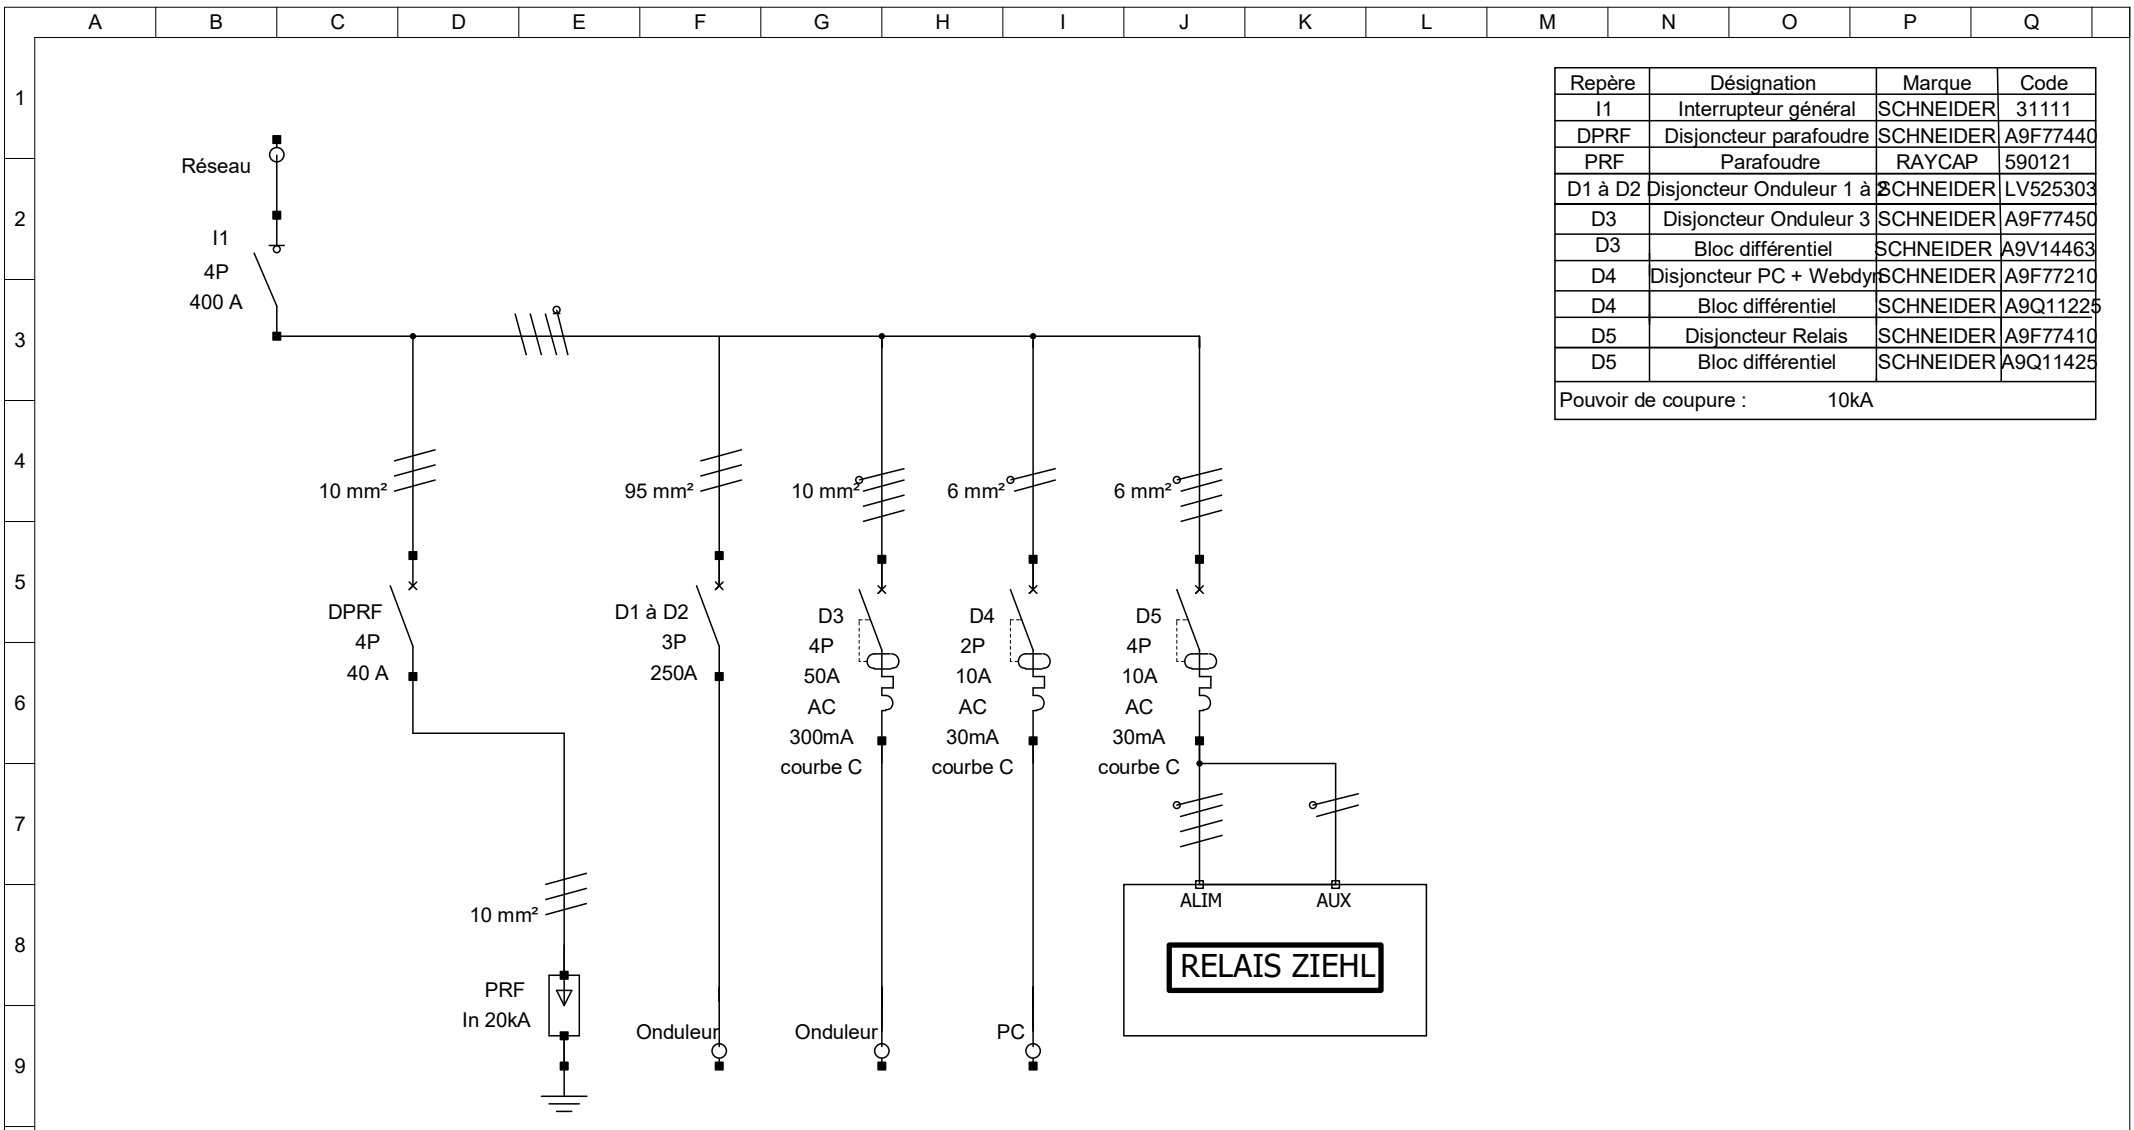 A B C D E F G H I J K L M N O P Q
1
2
3
4
5
6
7
8
9
Réseau
I1
4P
400 A
10 mm²
DPRF
4P
40 A
10 mm²
PRF
In 20kA
95 mm²
D1 à D2
3P
250A
Onduleur
10 mm²
D3
4P
50A
AC
300mA
courbe C
Onduleur
6 mm²
D4
2P
10A
AC
30mA
courbe C
PC
6 mm²
D5
4P
10A
AC
30mA
courbe C
ALIM AUX
RELAIS ZIEHL
Repère Désignation Marque Code
I1 Interrupteur général SCHNEIDER 31111
DPRF Disjoncteur parafoudre SCHNEIDER A9F77440
PRF Parafoudre RAYCAP 590121
D1 à D2 Disjoncteur Onduleur 1 à 2 SCHNEIDER LV525303
D3 Disjoncteur Onduleur 3 SCHNEIDER A9F77450
D3 Bloc différentiel SCHNEIDER A9V14463
D4 Disjoncteur PC + Webdyn SCHNEIDER A9F77210
D4 Bloc différentiel SCHNEIDER A9Q11225
D5 Disjoncteur Relais SCHNEIDER A9F77410
D5 Bloc différentiel SCHNEIDER A9Q11425
Pouvoir de coupure : 10kA